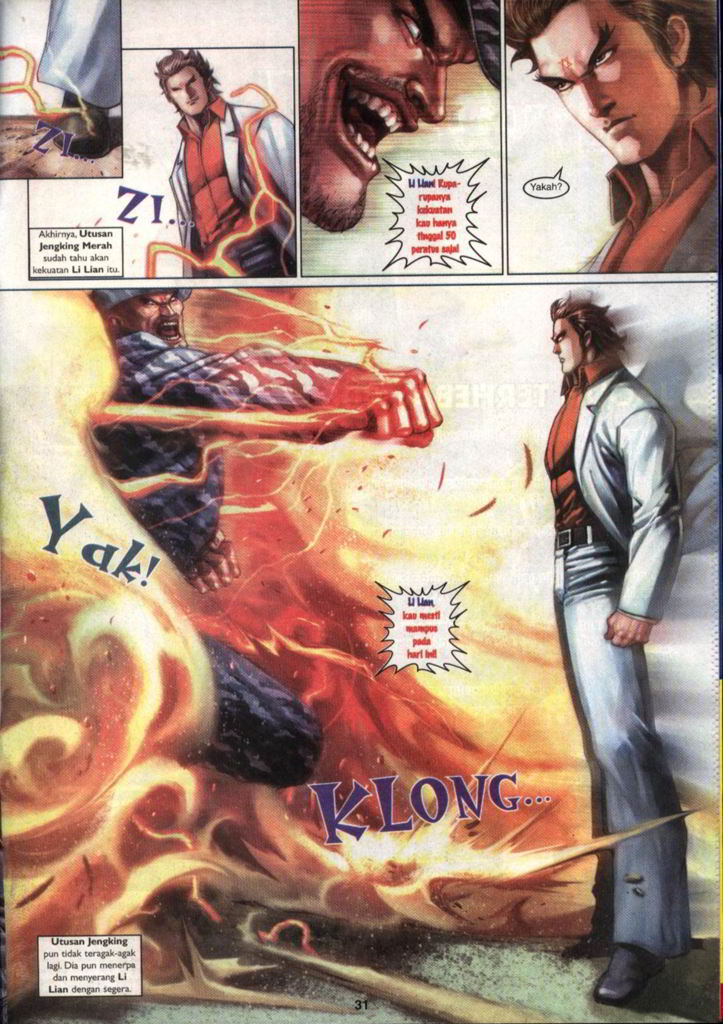 ZI...
ZI...
Akhirnya, Utusan
Jengking Merah
sudah tahu akan
kekuatan Li Lian itu.
Li Lian! Rupa-
rupanya
kekuatan
kau hanya
tinggal 50
peratus saja!
Yakah?
Yak!
Li Lian,
kau mesti
mampus
pada
hari ini!
KLONG...
Utusan Jengking
pun tidak teragak-agak
lagi. Dia pun menerpa
dan menyerang Li
Lian dengan segera.
31